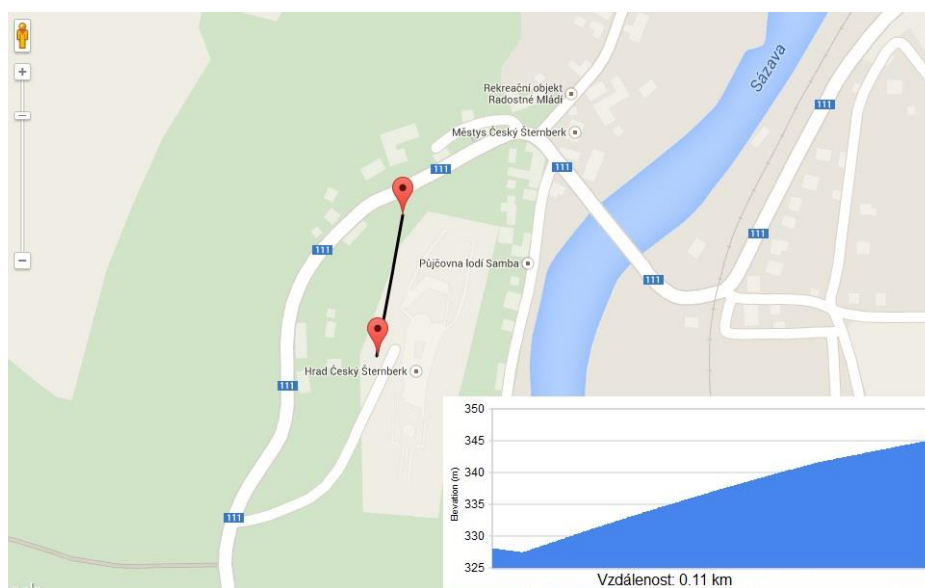 Sázava
Rekreační objekt
Radostné Mládí
Městys Český Šternberk
111
111
111
111
Půjčovna lodí Samba
111
111
Hrad Český Šternberk
111
111
350
345
340
335
330
325
Elevation (m)
Vzdálenost: 0.11 km